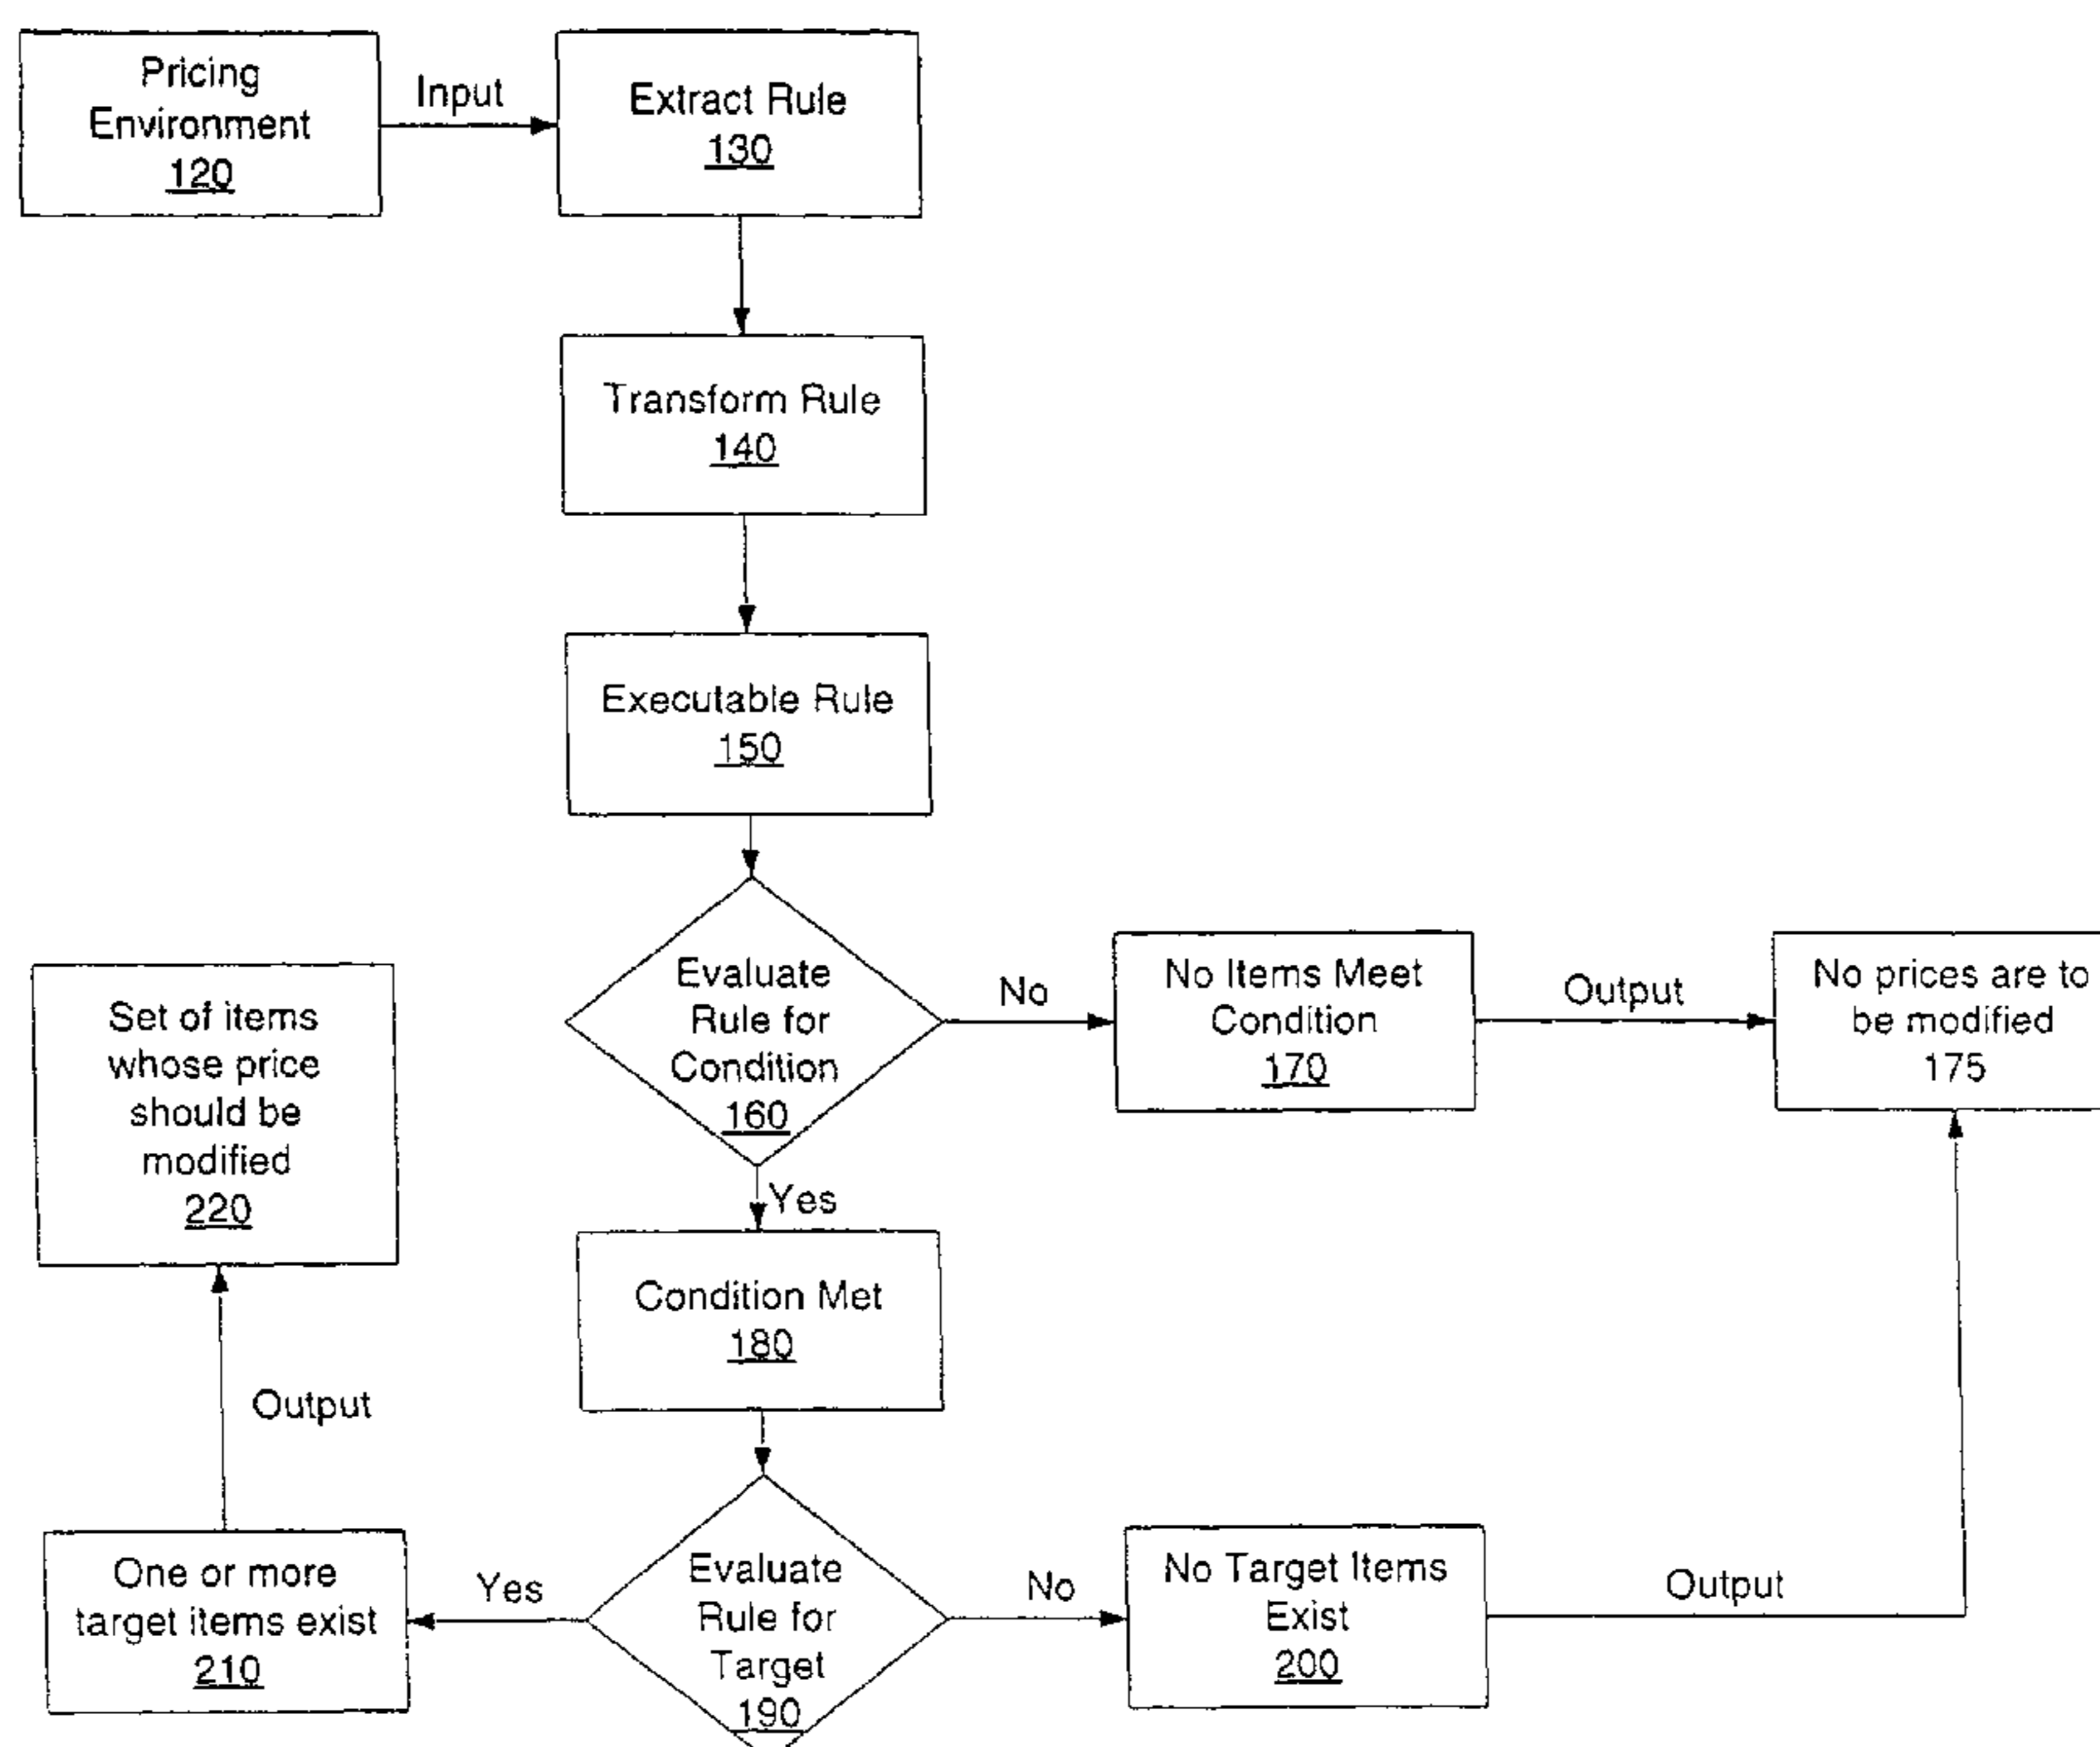 Pricing
Environment
120
Input
Extract Rule
130
Transform Rule
140
Executable Rule
150
Evaluate
Rule for
Condition
160
No
No Items Meet
Condition
170
Output
No prices are to
be modified
175
Set of items
whose price
should be
modified
220
Yes
Condition Met
180
Output
One or more
target items exist
210
Yes
Evaluate
Rule for
Target
190
No
No Target Items
Exist
200
Output